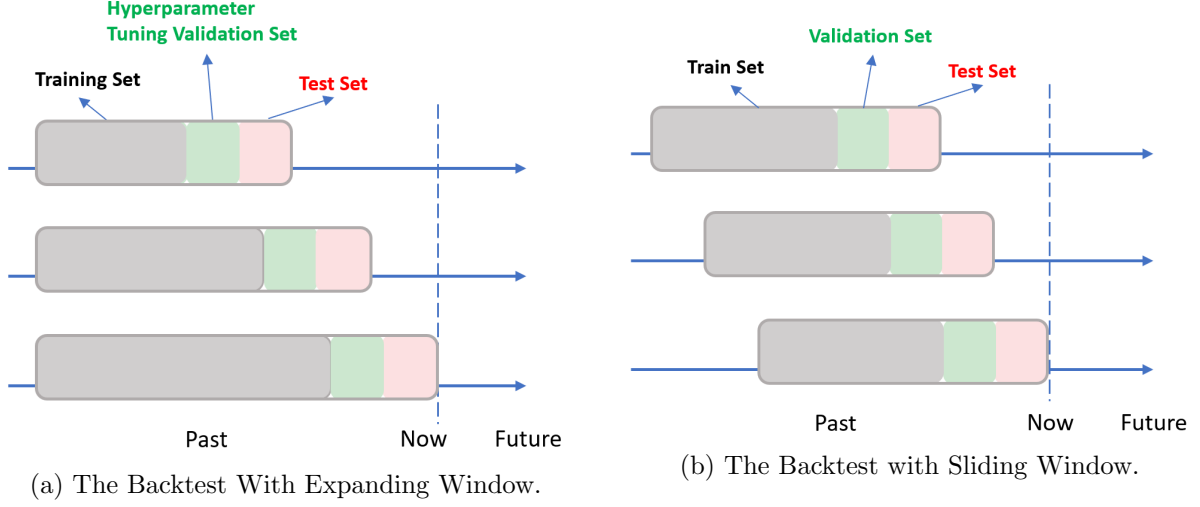 Hyperparameter
Tuning Validation Set
Training Set
Test Set
Past
Now
Future
(a) The Backtest With Expanding Window.
Validation Set
Train Set
Test Set
Past
Now
Future
(b) The Backtest with Sliding Window.